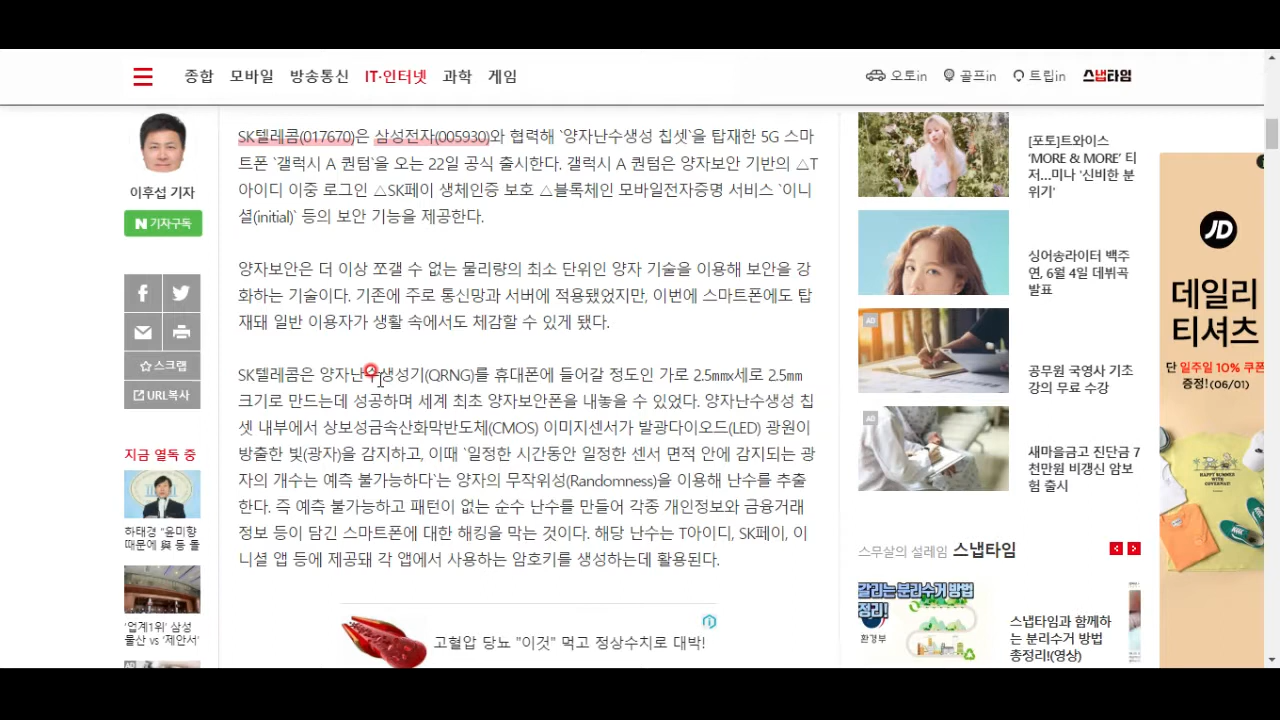 종합 모바일 방송통신 IT·인터넷 과학 게임
오토in 골프in 트립in 스냅타임
이후섭 기자
N 기자구독
스크랩
URL복사
지금 열독 중
하태경 "윤미향
때문에 與 등 돌
'업계1위' 삼성
물산 vs '제안서'
SK텔레콤(017670)은 삼성전자(005930)와 협력해 `양자난수생성 칩셋`을 탑재한 5G 스마
트폰 `갤럭시 A 퀀텀`을 오는 22일 공식 출시한다. 갤럭시 A 퀀텀은 양자보안 기반의 △T
아이디 이중 로그인 △SK페이 생체인증 보호 △블록체인 모바일전자증명 서비스 `이니
셜(initial)` 등의 보안 기능을 제공한다.
양자보안은 더 이상 쪼갤 수 없는 물리량의 최소 단위인 양자 기술을 이용해 보안을 강
화하는 기술이다. 기존에 주로 통신망과 서버에 적용됐었지만, 이번에 스마트폰에도 탑
재돼 일반 이용자가 생활 속에서도 체감할 수 있게 됐다.
SK텔레콤은 양자난수생성기(QRNG)를 휴대폰에 들어갈 정도인 가로 2.5㎜x세로 2.5㎜
크기로 만드는데 성공하며 세계 최초 양자보안폰을 내놓을 수 있었다. 양자난수생성 칩
셋 내부에서 상보성금속산화막반도체(CMOS) 이미지센서가 발광다이오드(LED) 광원이
방출한 빛(광자)을 감지하고, 이때 `일정한 시간동안 일정한 센서 면적 안에 감지되는 광
자의 개수는 예측 불가능하다`는 양자의 무작위성(Randomness)을 이용해 난수를 추출
한다. 즉 예측 불가능하고 패턴이 없는 순수 난수를 만들어 각종 개인정보와 금융거래
정보 등이 담긴 스마트폰에 대한 해킹을 막는 것이다. 해당 난수는 T아이디, SK페이, 이
니셜 앱 등에 제공돼 각 앱에서 사용하는 암호키를 생성하는데 활용된다.
고혈압 당뇨 "이것" 먹고 정상수치로 대박!
[포토]트와이스
'MORE & MORE' 티
저...미나 '신비한 분
위기'
싱어송라이터 백주
연, 6월 4일 데뷔곡
발표
AD
공무원 국영사 기초
강의 무료 수강
AD
새마을금고 진단금 7
천만원 비갱신 암보
험 출시
스무살의 설레임 스냅타임
갈리는 분리수거 방법
정리!
환경부
스냅타임과 함께하
는 분리수거 방법
총정리!(영상)
JD
데일리
티셔츠
단 일주일 10% 쿠폰
증정! (06/01)